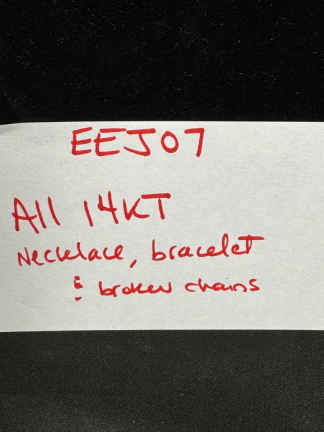 EEJ07
All 14KT
Necklace, bracelet
& broken chains